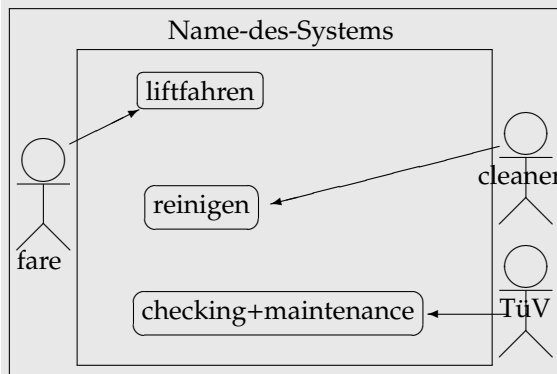 Name-des-Systems
liftfahren
cleaner
reinigen
fare
checking+maintenance
TüV